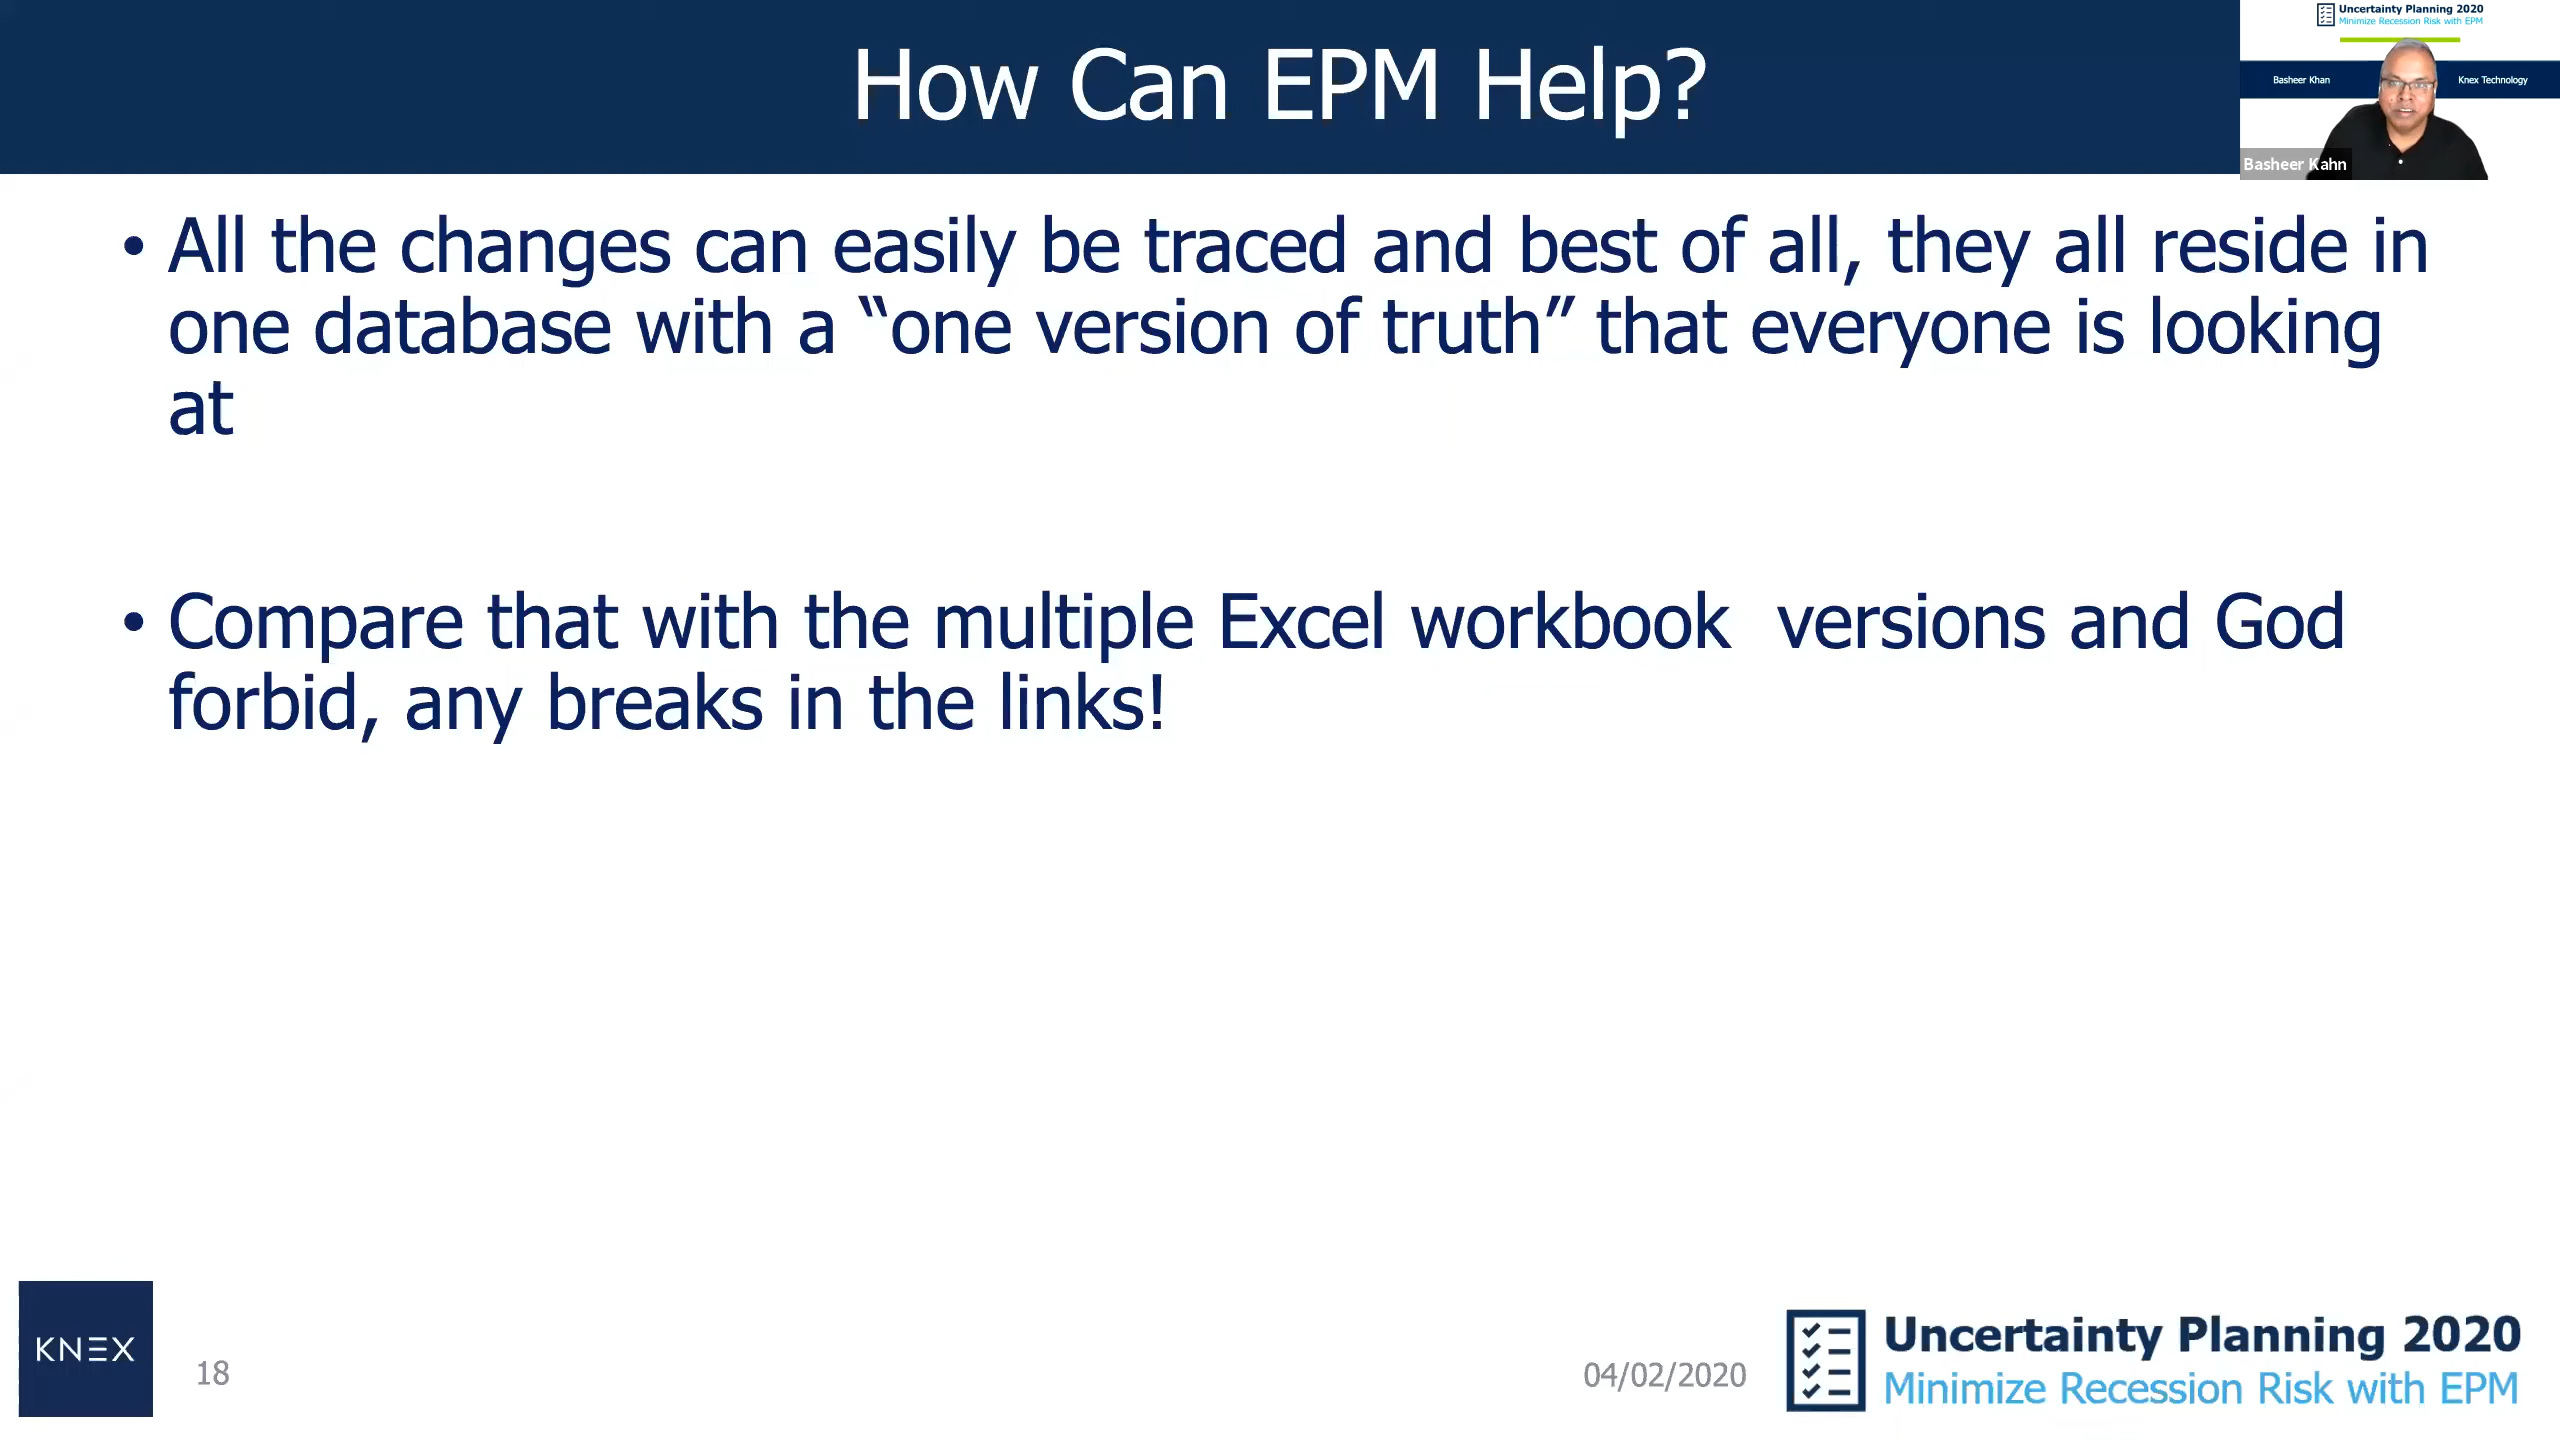 How Can EPM Help?
Uncertainty Planning 2020
Minimize Recession Risk with EPM
Basheer Khan
Knex Technology
Basheer Kahn
• All the changes can easily be traced and best of all, they all reside in
one database with a “one version of truth” that everyone is looking
at
• Compare that with the multiple Excel workbook  versions and God
forbid, any breaks in the links!
KNEX
18
04/02/2020
Uncertainty Planning 2020
Minimize Recession Risk with EPM